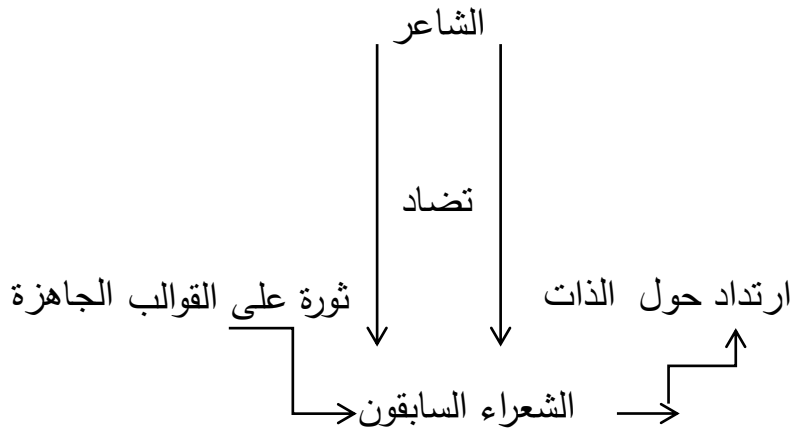 الشاعر
تضاد
ارتداد حول الذات
ثورة على القوالب الجاهزة
الشعراء السابقون